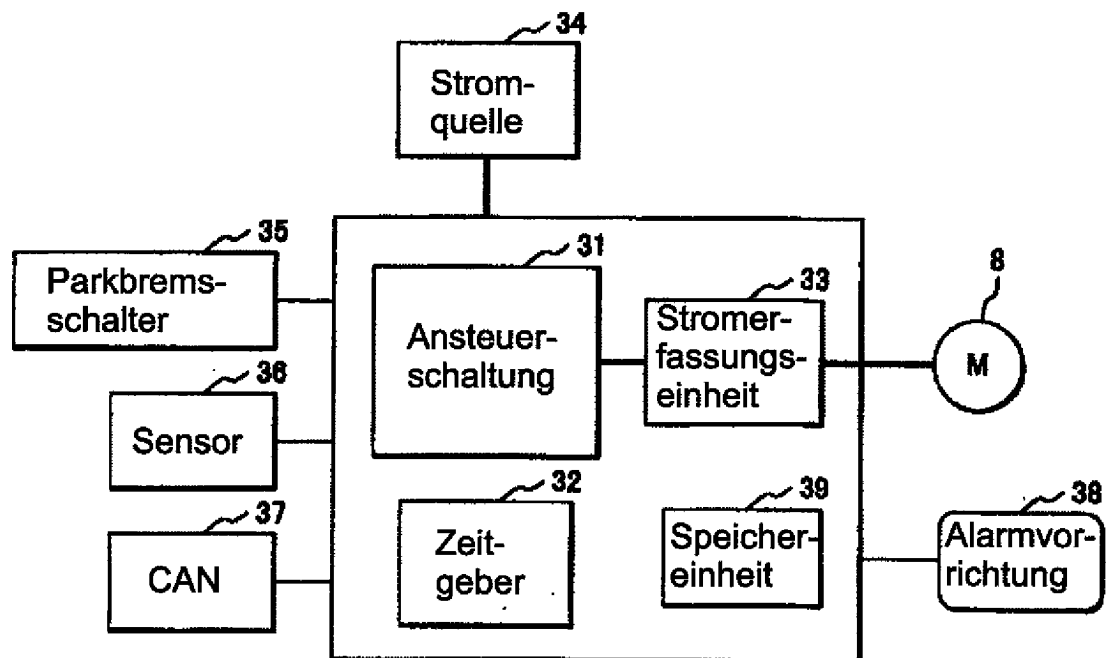 34
Strom-
quelle
35
Parkbrems-
schalter
31
Ansteuer-
schaltung
33
Stromer-
fassungs-
einheit
8
M
36
Sensor
37
CAN
32
Zeit-
geber
39
Speicher-
einheit
38
Alarmvor-
richtung